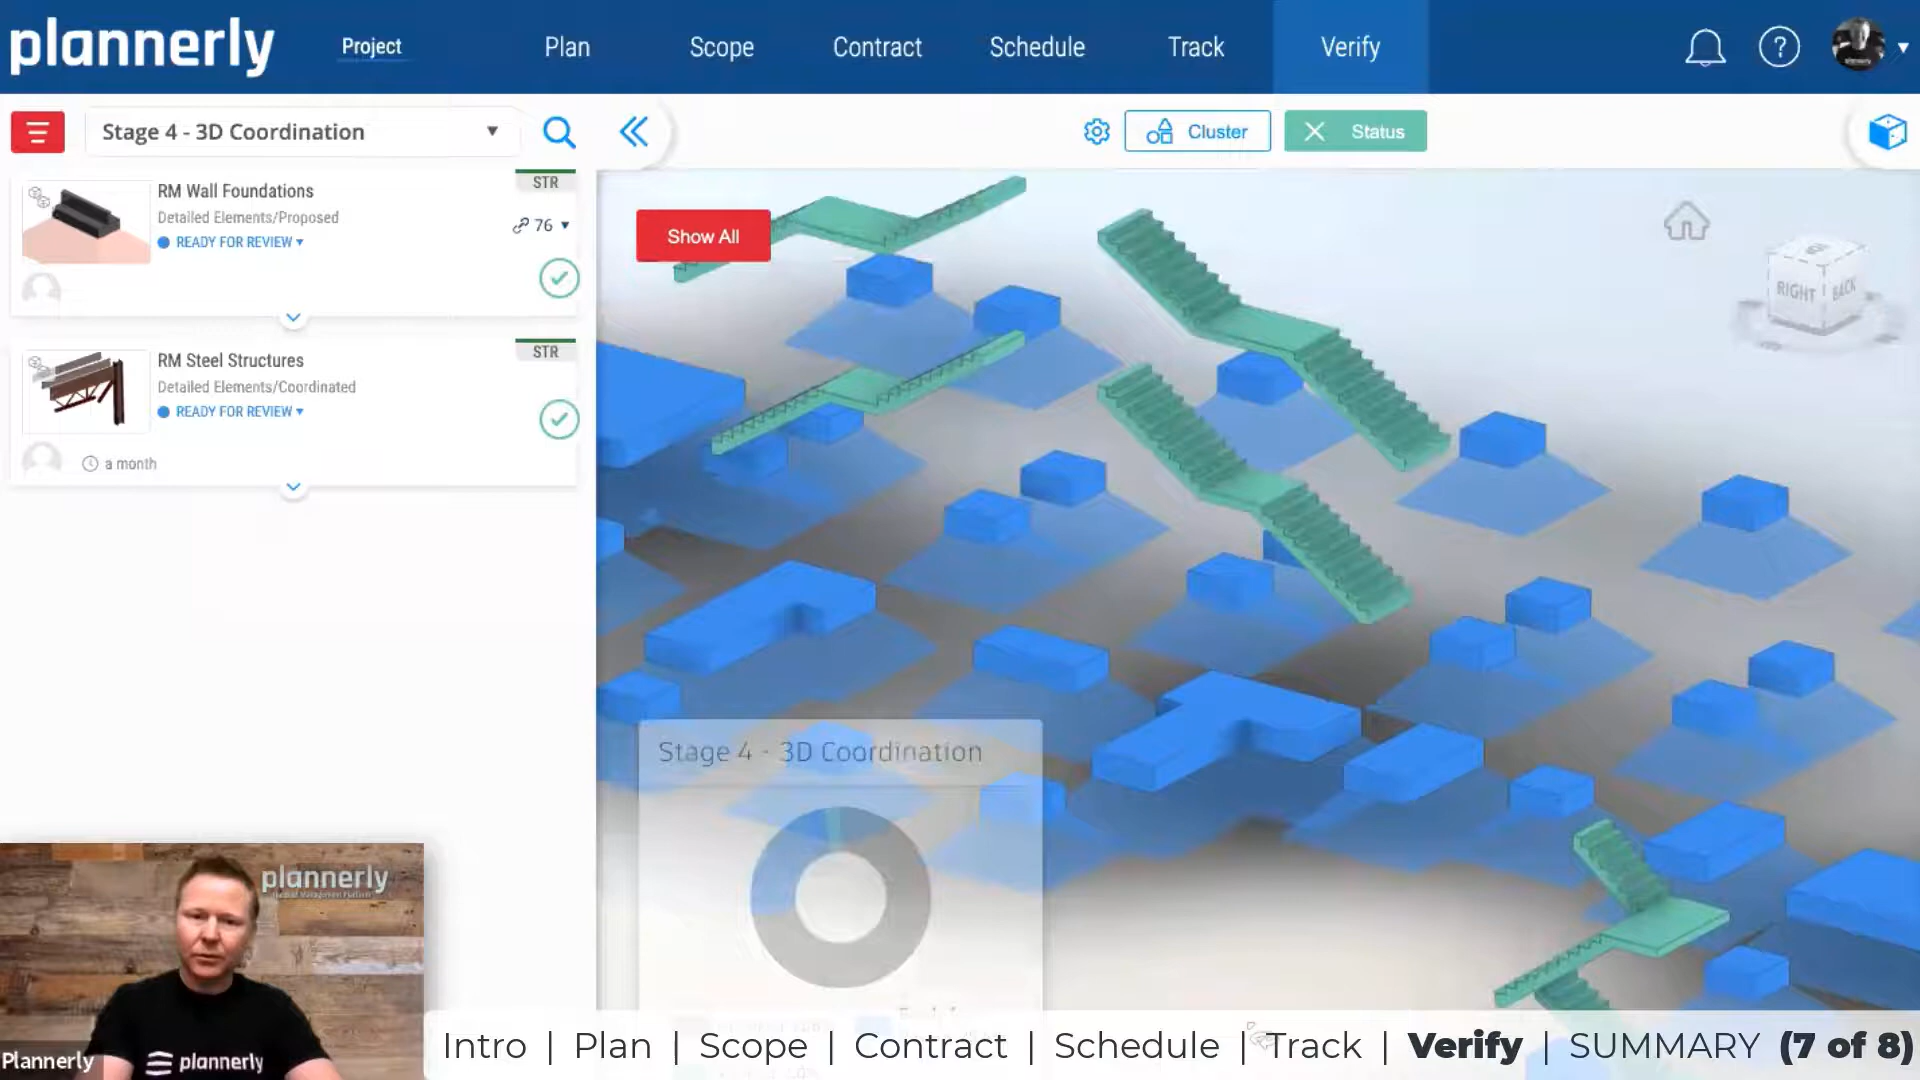 plannerly
Project
Plan
Scope
Contract
Schedule
Track
Verify
Stage 4 - 3D Coordination
Cluster
Status
RM Wall Foundations
Detailed Elements/Proposed
READY FOR REVIEW
STR
76
RM Steel Structures
Detailed Elements/Coordinated
READY FOR REVIEW
STR
a month
Show All
RIGHT
BACK
Stage 4 - 3D Coordination
plannerly
plannerly
Plannerly
Intro | Plan | Scope | Contract | Schedule | Track | Verify | SUMMARY (7 of 8)